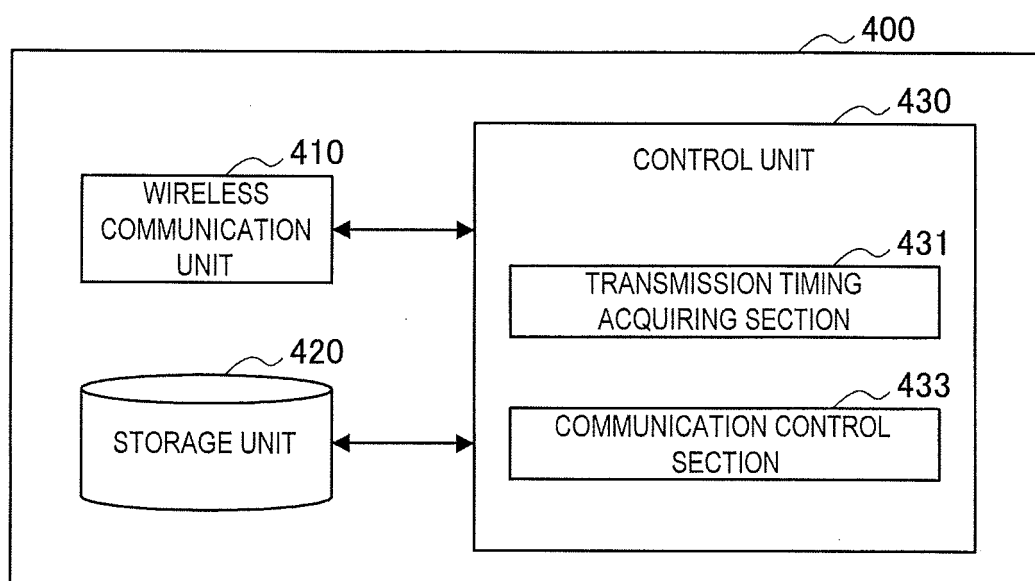 400
430
CONTROL UNIT
410
WIRELESS
COMMUNICATION
UNIT
431
TRANSMISSION TIMING
ACQUIRING SECTION
420
STORAGE UNIT
433
COMMUNICATION CONTROL
SECTION